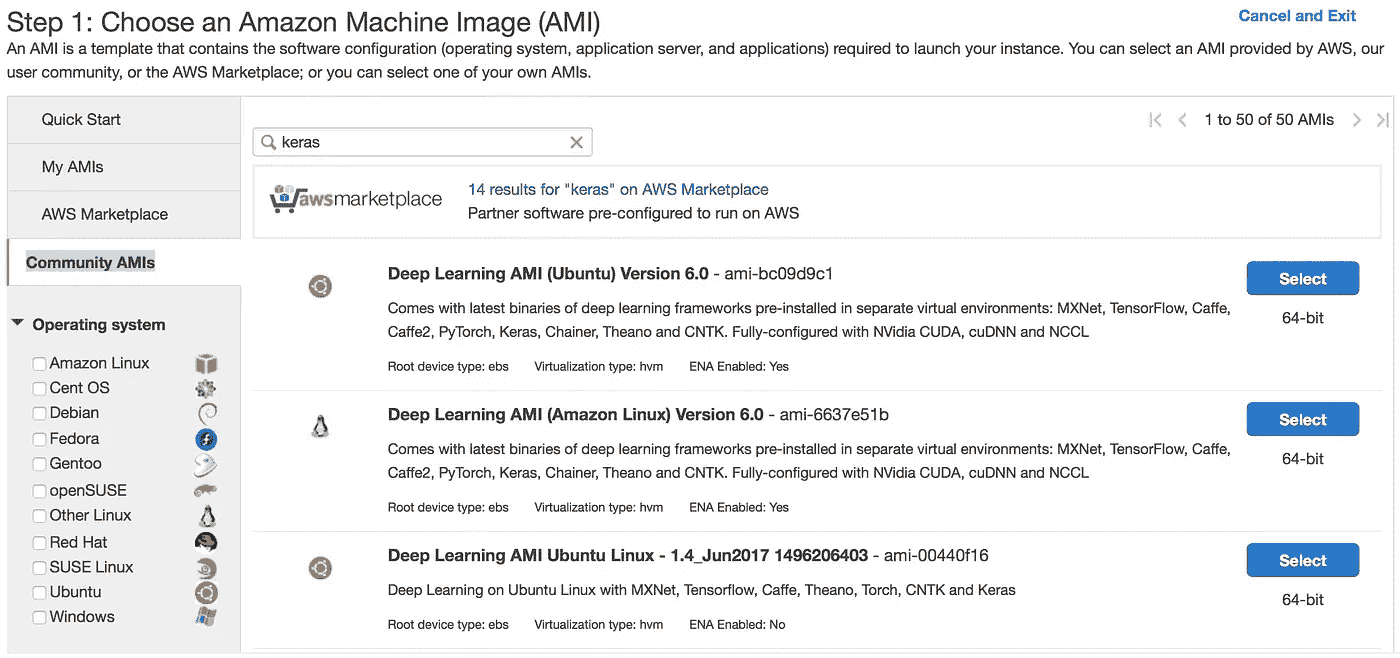 Step 1: Choose an Amazon Machine Image (AMI)
Cancel and Exit
An AMI is a template that contains the software configuration (operating system, application server, and applications) required to launch your instance. You can select an AMI provided by AWS, our
user community, or the AWS Marketplace; or you can select one of your own AMIs.
Quick Start
My AMIs
AWS Marketplace
Community AMIs
Operating system
Amazon Linux
Cent OS
Debian
Fedora
Gentoo
openSUSE
Other Linux
Red Hat
SUSE Linux
Ubuntu
Windows
1 to 50 of 50 AMIs
keras
awsmarketplace
14 results for "keras" on AWS Marketplace
Partner software pre-configured to run on AWS
Deep Learning AMI (Ubuntu) Version 6.0 - ami-bc09d9c1
Comes with latest binaries of deep learning frameworks pre-installed in separate virtual environments: MXNet, TensorFlow, Caffe,
Caffe2, PyTorch, Keras, Chainer, Theano and CNTK. Fully-configured with NVidia CUDA, cuDNN and NCCL
Root device type: ebs Virtualization type: hvm ENA Enabled: Yes
Select
64-bit
Deep Learning AMI (Amazon Linux) Version 6.0 - ami-6637e51b
Comes with latest binaries of deep learning frameworks pre-installed in separate virtual environments: MXNet, TensorFlow, Caffe,
Caffe2, PyTorch, Keras, Chainer, Theano and CNTK. Fully-configured with NVidia CUDA, cuDNN and NCCL
Root device type: ebs Virtualization type: hvm ENA Enabled: Yes
Select
64-bit
Deep Learning AMI Ubuntu Linux - 1.4_Jun2017 1496206403 - ami-00440f16
Deep Learning on Ubuntu Linux with MXNet, Tensorflow, Caffe, Theano, Torch, CNTK and Keras
Root device type: ebs Virtualization type: hvm ENA Enabled: No
Select
64-bit